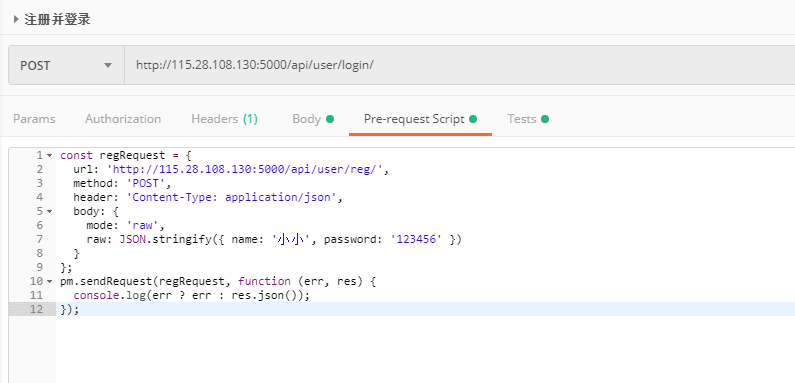 注册并登录
POST http://115.28.108.130:5000/api/user/login/
Params Authorization Headers (1) Body Pre-request Script Tests
1 const regRequest = {
2 url: 'http://115.28.108.130:5000/api/user/reg/',
3 method: 'POST',
4 header: 'Content-Type: application/json',
5 body: {
6 mode: 'raw',
7 raw: JSON.stringify({ name: '小小', password: '123456' })
8 }
9 };
10 pm.sendRequest(regRequest, function (err, res) {
11 console.log(err ? err : res.json());
12 });